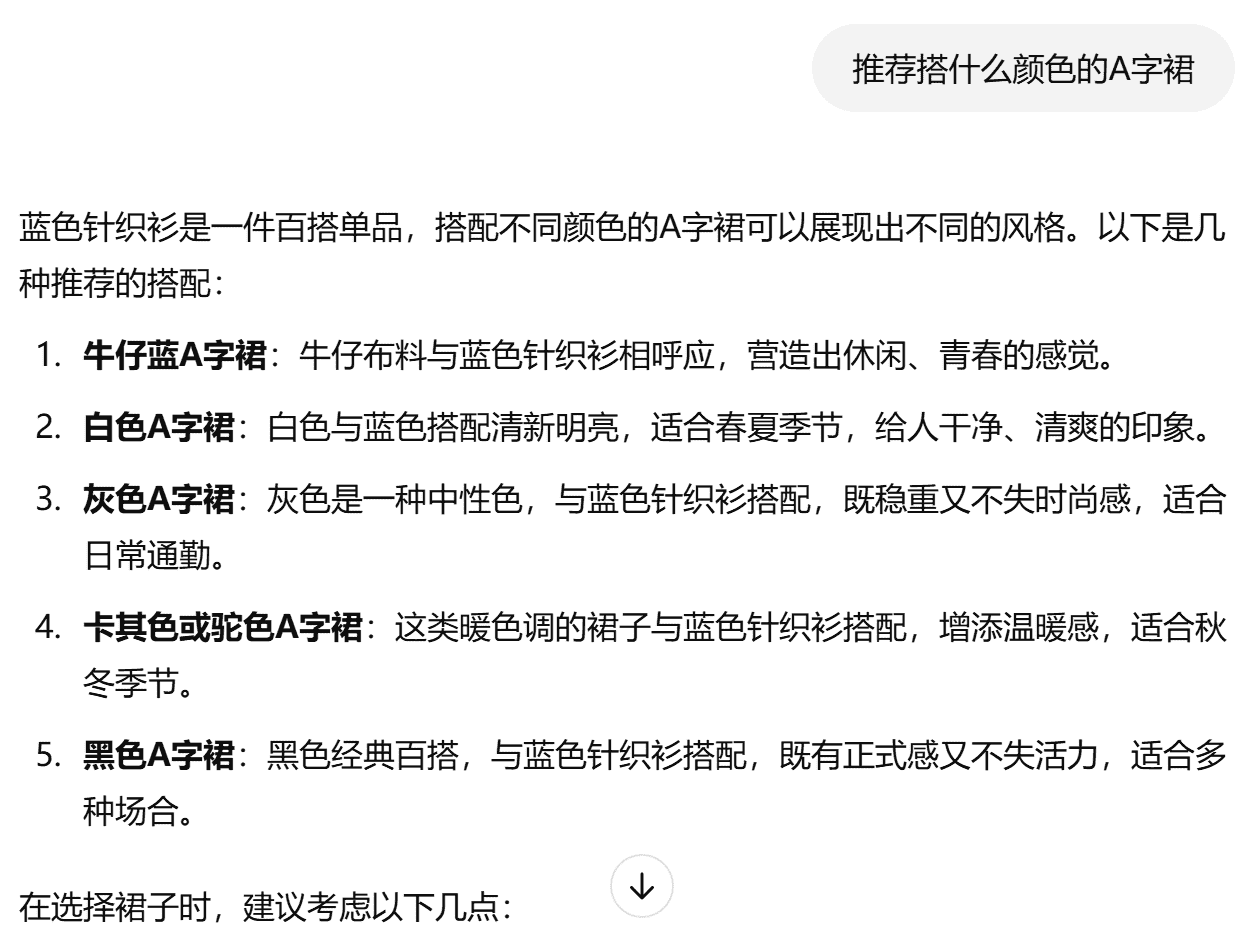 推荐搭什么颜色的A字裙
蓝色针织衫是一件百搭单品，搭配不同颜色的A字裙可以展现出不同的风格。以下是几
种推荐的搭配：
1. 牛仔蓝A字裙：牛仔布料与蓝色针织衫相呼应，营造出休闲、青春的感觉。
2. 白色A字裙：白色与蓝色搭配清新明亮，适合春夏季节，给人干净、清爽的印象。
3. 灰色A字裙：灰色是一种中性色，与蓝色针织衫搭配，既稳重又不失时尚感，适合
日常通勤。
4. 卡其色或驼色A字裙：这类暖色调的裙子与蓝色针织衫搭配，增添温暖感，适合秋
冬季节。
5. 黑色A字裙：黑色经典百搭，与蓝色针织衫搭配，既有正式感又不失活力，适合多
种场合。
在选择裙子时，建议考虑以下几点：